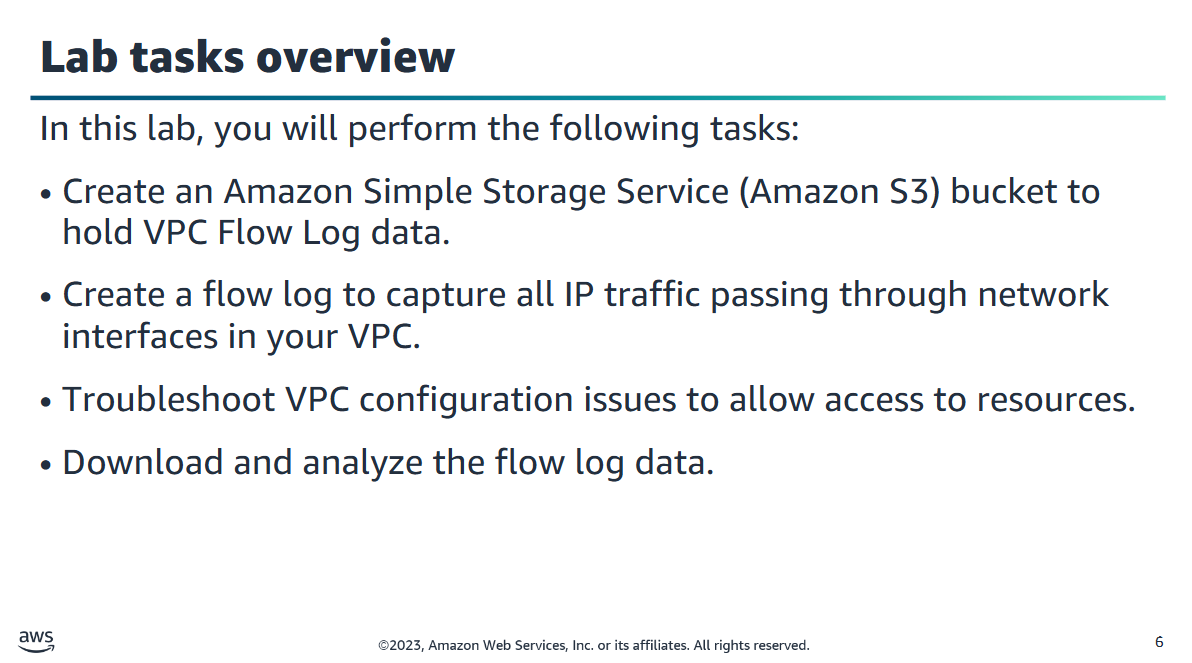 Lab tasks overview
In this lab, you will perform the following tasks:
• Create an Amazon Simple Storage Service (Amazon S3) bucket to
hold VPC Flow Log data.
• Create a flow log to capture all IP traffic passing through network
interfaces in your VPC.
• Troubleshoot VPC configuration issues to allow access to resources.
• Download and analyze the flow log data.
aws
©2023, Amazon Web Services, Inc. or its affiliates. All rights reserved.
6